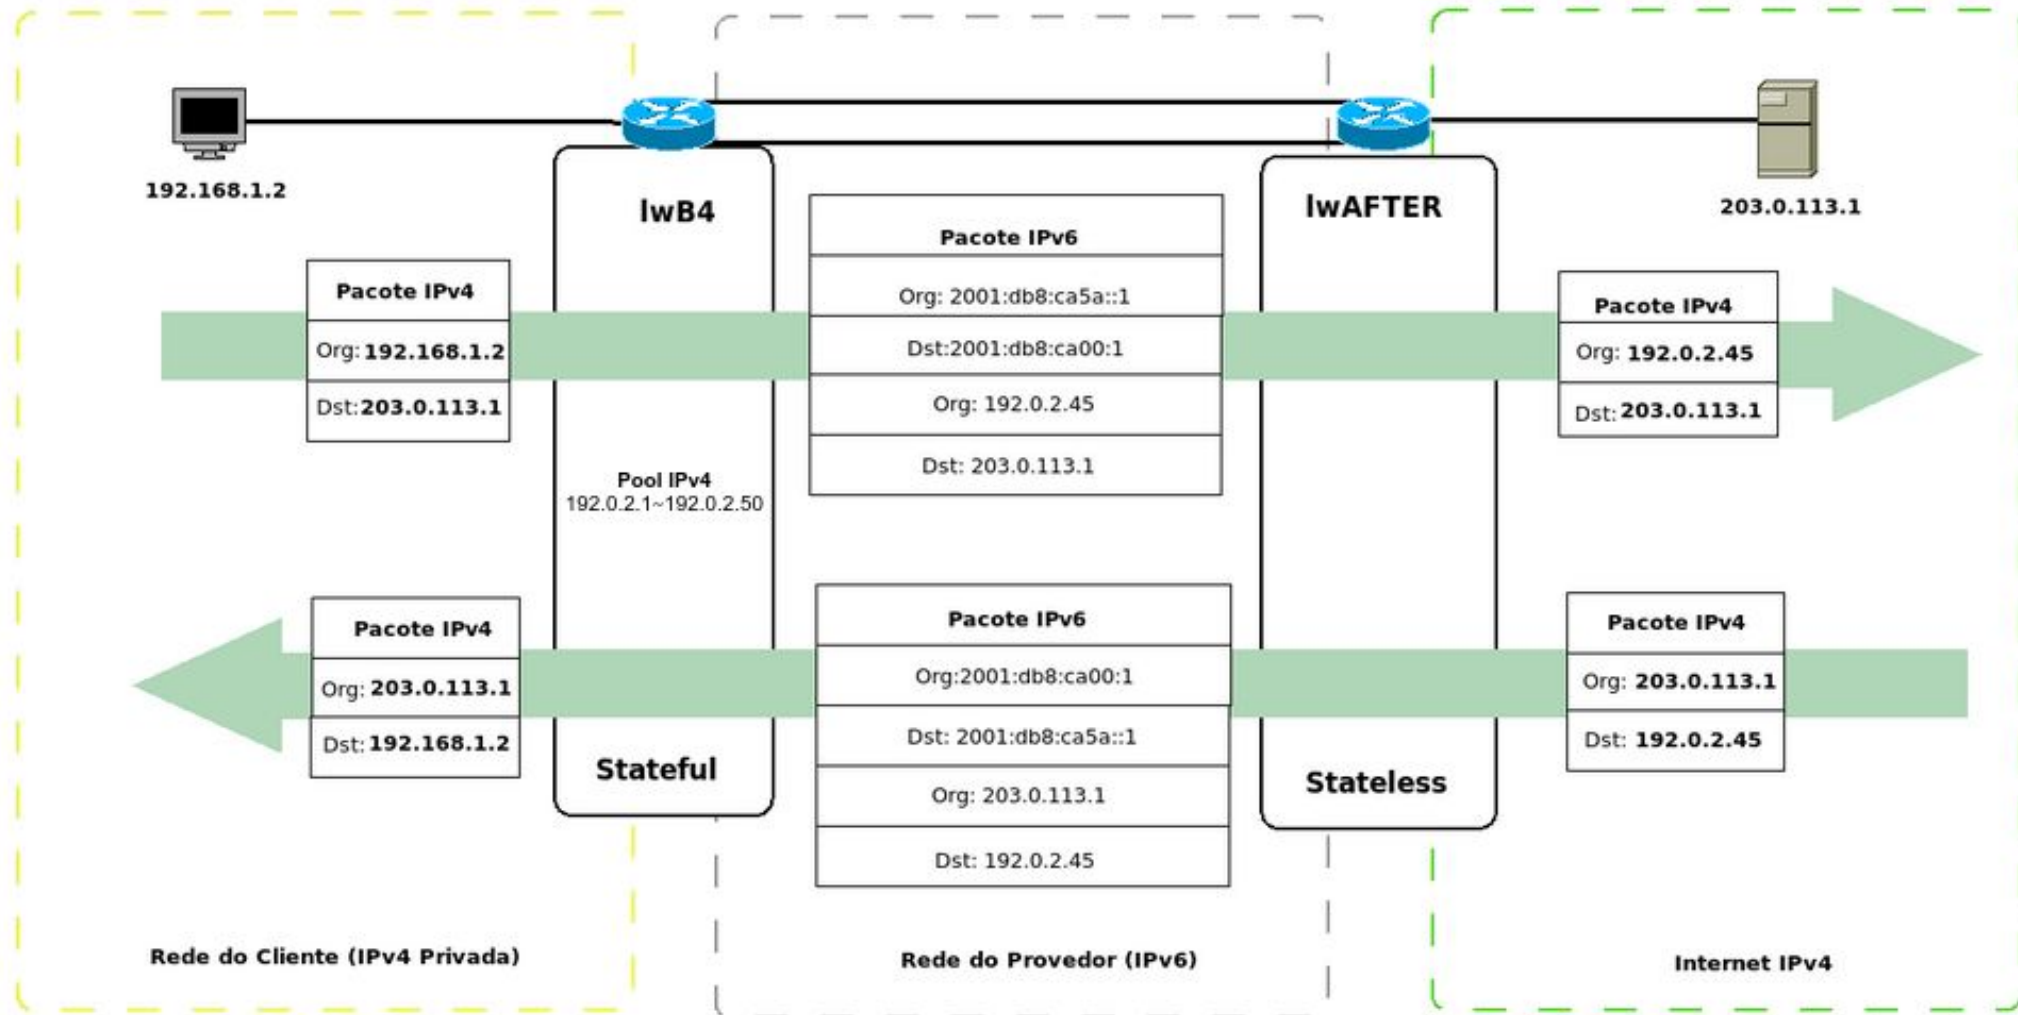 192.168.1.2
lwB4
lwAFTER
203.0.113.1
Pacote IPv4
Org: 192.168.1.2
Dst:203.0.113.1
Pool IPv4
192.0.2.1~192.0.2.50
Pacote IPv6
Org: 2001:db8:ca5a::1
Dst:2001:db8:ca00:1
Org: 192.0.2.45
Dst: 203.0.113.1
Pacote IPv4
Org: 192.0.2.45
Dst: 203.0.113.1
Pacote IPv4
Org: 203.0.113.1
Dst: 192.168.1.2
Stateful
Pacote IPv6
Org:2001:db8:ca00:1
Dst: 2001:db8:ca5a::1
Org: 203.0.113.1
Dst: 192.0.2.45
Stateless
Pacote IPv4
Org: 203.0.113.1
Dst: 192.0.2.45
Rede do Cliente (IPv4 Privada)
Rede do Provedor (IPv6)
Internet IPv4